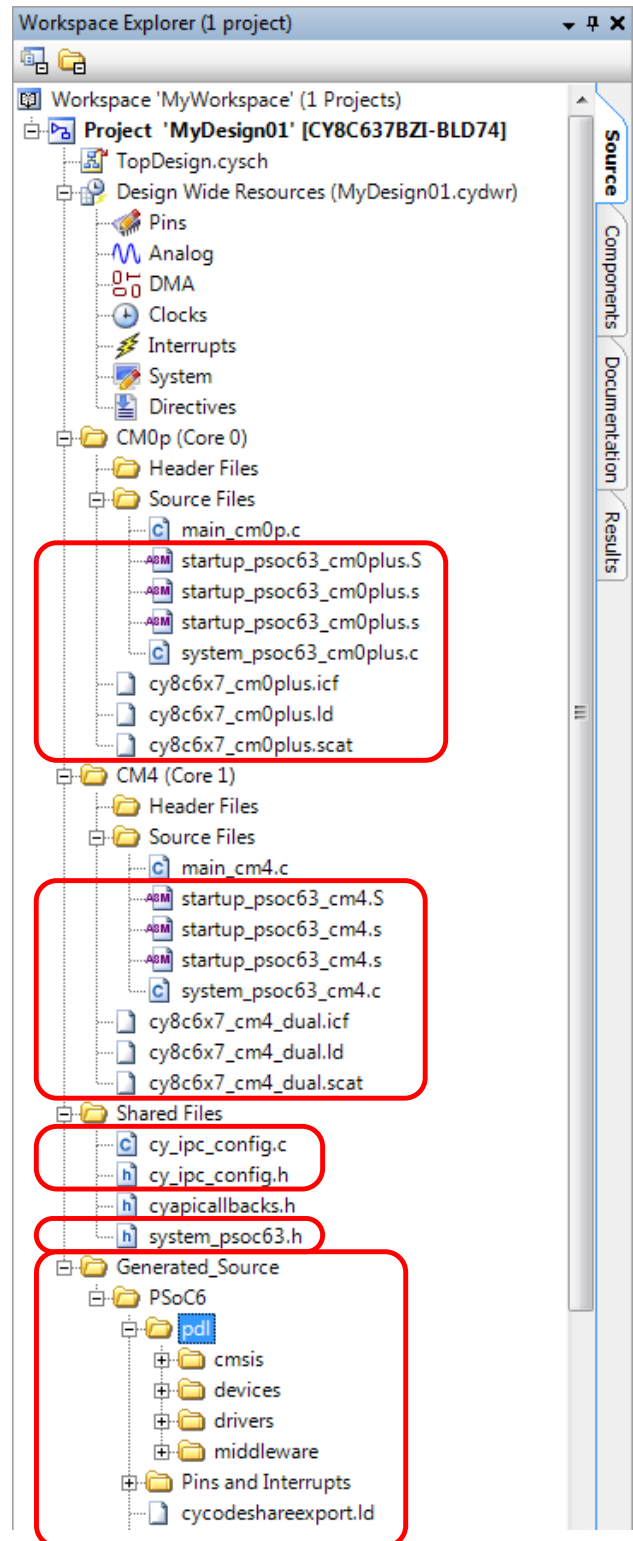 Workspace Explorer (1 project)
Workspace 'MyWorkspace' (1 Projects)
Project 'MyDesign01' [CY8C637BZI-BLD74]
TopDesign.cysch
Design Wide Resources (MyDesign01.cydwr)
Pins
Analog
DMA
Clocks
Interrupts
System
Directives
CM0p (Core 0)
Header Files
Source Files
main_cm0p.c
startup_psoc63_cm0plus.S
startup_psoc63_cm0plus.s
startup_psoc63_cm0plus.s
system_psoc63_cm0plus.c
cy8c6x7_cm0plus.icf
cy8c6x7_cm0plus.ld
cy8c6x7_cm0plus.scat
CM4 (Core 1)
Header Files
Source Files
main_cm4.c
startup_psoc63_cm4.S
startup_psoc63_cm4.s
startup_psoc63_cm4.s
system_psoc63_cm4.c
cy8c6x7_cm4_dual.icf
cy8c6x7_cm4_dual.ld
cy8c6x7_cm4_dual.scat
Shared Files
cy_ipc_config.c
cy_ipc_config.h
cyapicallbacks.h
system_psoc63.h
Generated_Source
PSoC6
pdl
cmsis
devices
drivers
middleware
Pins and Interrupts
cycodeshareexport.ld
Source
Components
Documentation
Results